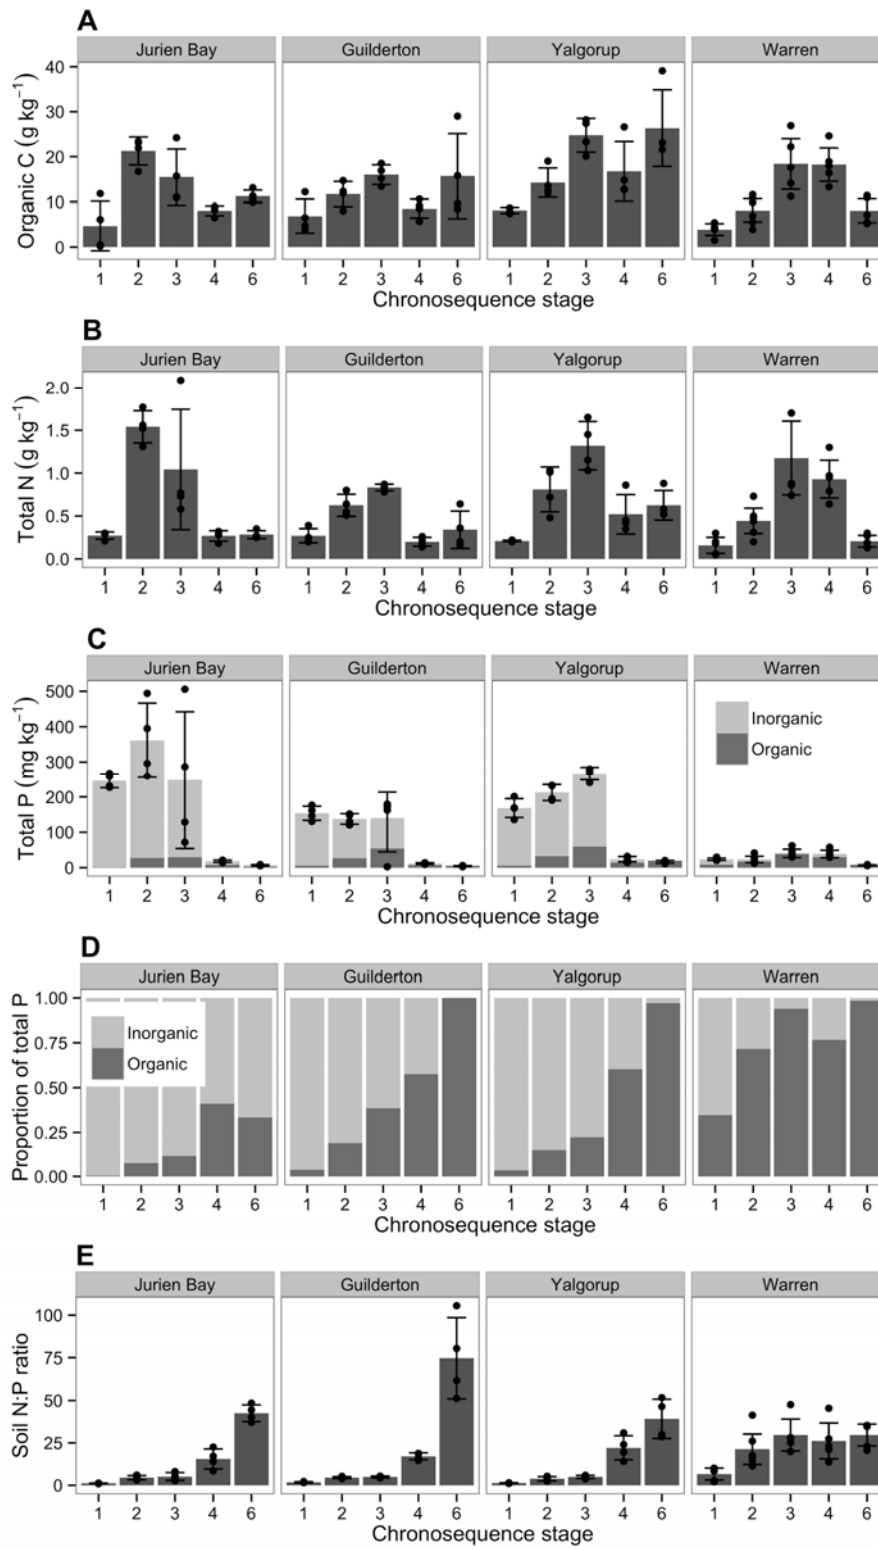 A
Jurien Bay Guilderton Yalgorup Warren
Organic C (g kg⁻¹)
40
30
20
10
0
1 2 3 4 6 1 2 3 4 6 1 2 3 4 6 1 2 3 4 6
Chronosequence stage
B
Jurien Bay Guilderton Yalgorup Warren
Total N (g kg⁻¹)
2.0
1.5
1.0
0.5
0.0
1 2 3 4 6 1 2 3 4 6 1 2 3 4 6 1 2 3 4 6
Chronosequence stage
C
Jurien Bay Guilderton Yalgorup Warren
Total P (mg kg⁻¹)
500
400
300
200
100
0
Inorganic
Organic
1 2 3 4 6 1 2 3 4 6 1 2 3 4 6 1 2 3 4 6
Chronosequence stage
D
Jurien Bay Guilderton Yalgorup Warren
Proportion of total P
1.00
0.75
0.50
0.25
0.00
Inorganic
Organic
1 2 3 4 6 1 2 3 4 6 1 2 3 4 6 1 2 3 4 6
Chronosequence stage
E
Jurien Bay Guilderton Yalgorup Warren
Soil N:P ratio
100
75
50
25
0
1 2 3 4 6 1 2 3 4 6 1 2 3 4 6 1 2 3 4 6
Chronosequence stage